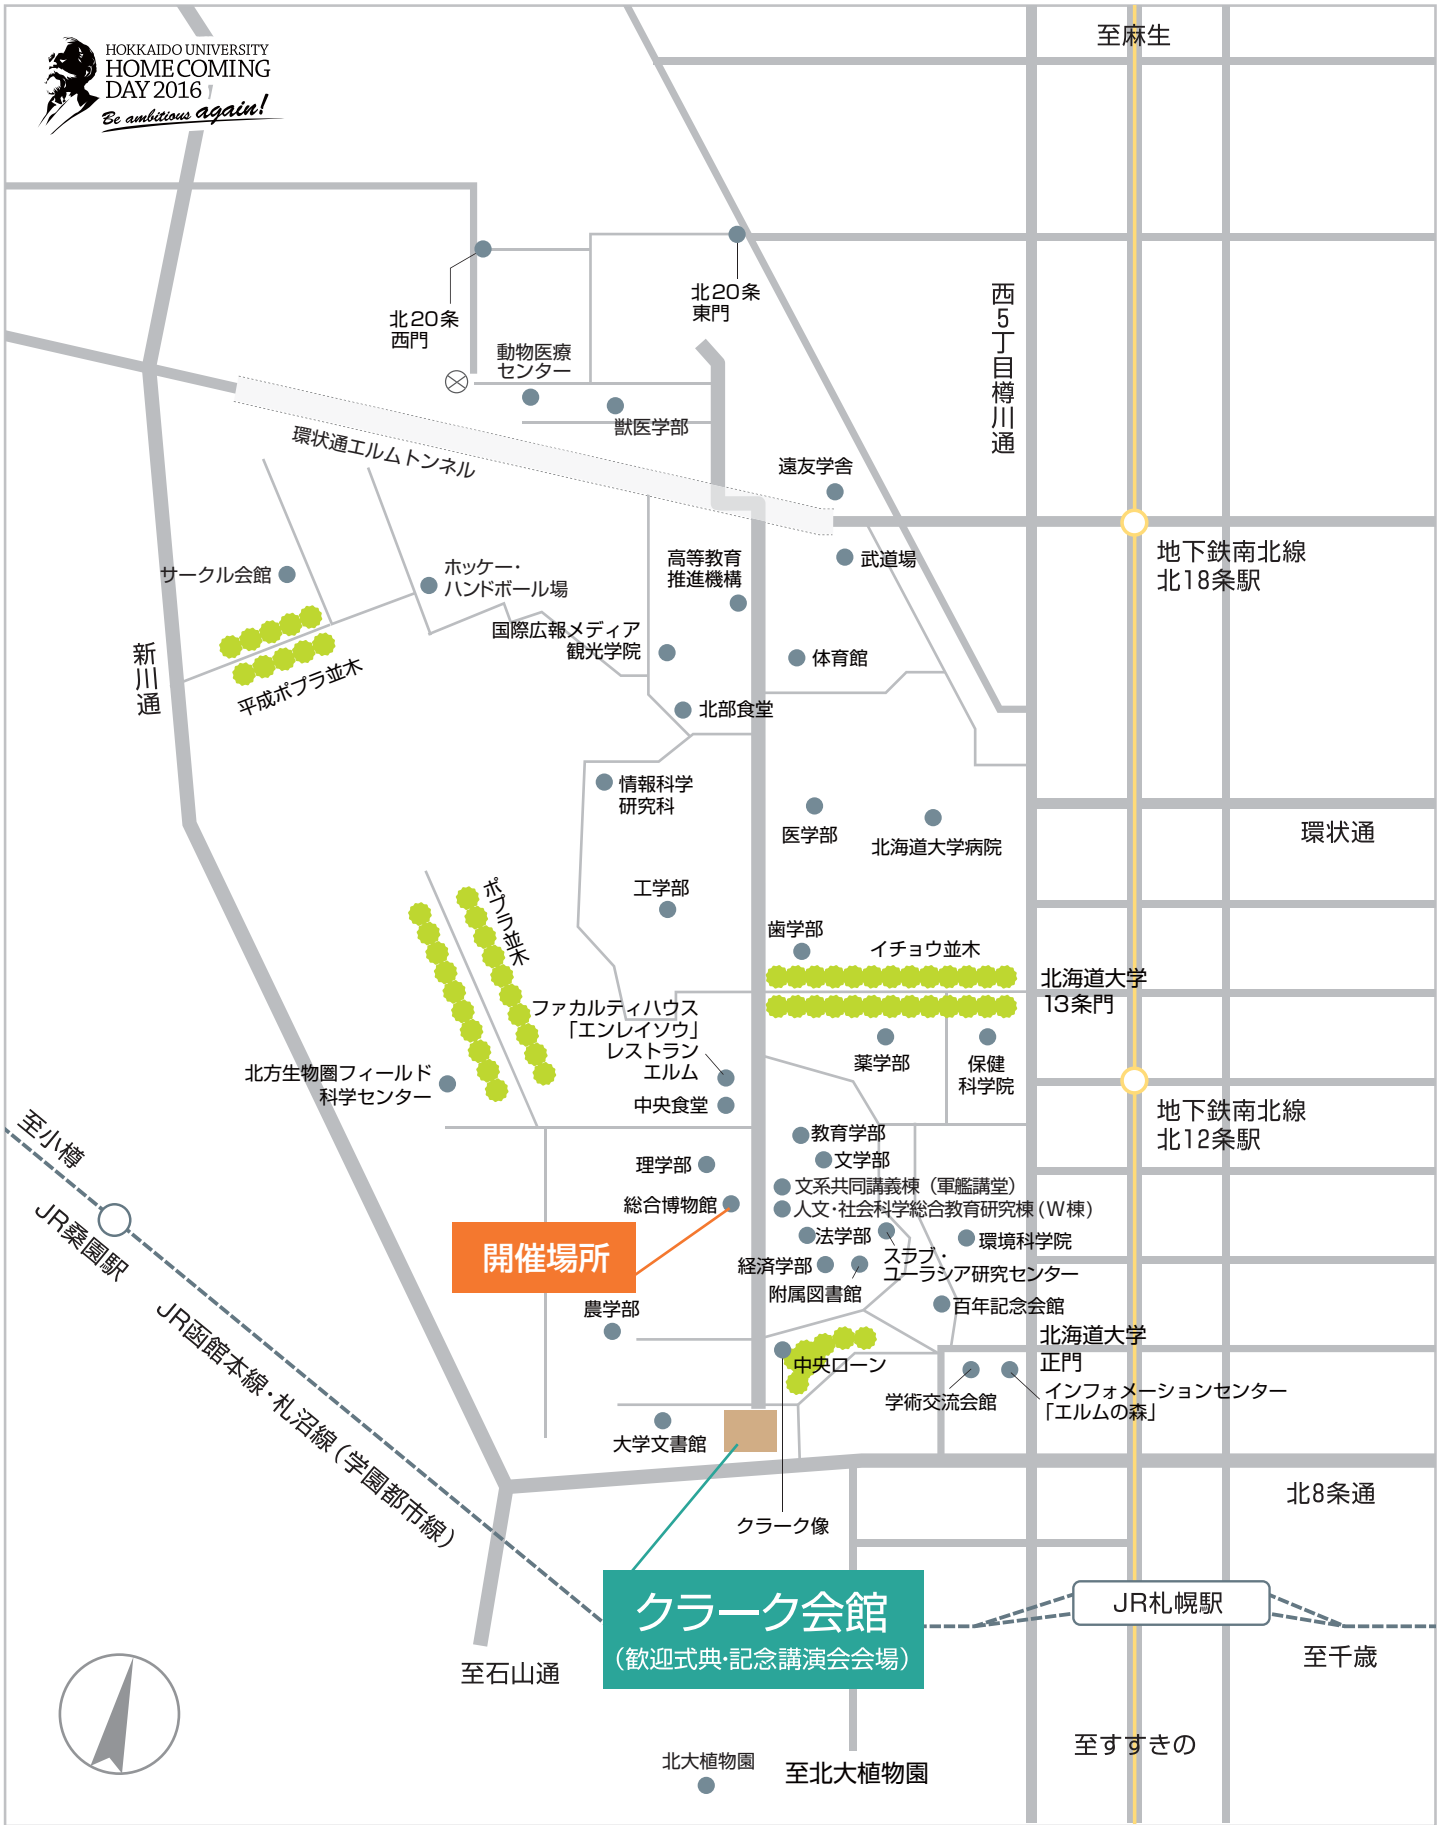 HOKKAIDO UNIVERSITY
HOME COMING
DAY 2016
Be ambitious again!
至麻生
北20条
西門
北20条
東門
西5丁目樽川通
動物医療
センター
獣医学部
環状通エルムトンネル
遠友学舎
地下鉄南北線
北18条駅
高等教育
推進機構
武道場
サークル会館
ホッケー・
ハンドボール場
国際広報メディア
観光学院
体育館
新川通
平成ポプラ並木
北部食堂
情報科学
研究科
医学部
北海道大学病院
環状通
工学部
ポプラ並木
歯学部
イチョウ並木
北海道大学
13条門
ファカルティハウス
「エンレイソウ」
レストラン
エルム
薬学部
保健
科学院
北方生物圏フィールド
科学センター
中央食堂
地下鉄南北線
北12条駅
至小樽
教育学部
文学部
理学部
文系共同講義棟（軍艦講堂）
総合博物館
人文・社会科学総合教育研究棟(W棟)
JR桑園駅
法学部
スラブ・
ユーラシア研究センター
環境科学院
開催場所
経済学部
附属図書館
百年記念会館
農学部
北海道大学
正門
中央ローン
学術交流会館
インフォメーションセンター
「エルムの森」
JR函館本線・札沼線（学園都市線）
大学文書館
北8条通
クラーク像
クラーク会館
（歓迎式典・記念講演会会場）
JR札幌駅
至石山通
至千歳
至すすきの
北大植物園
至北大植物園